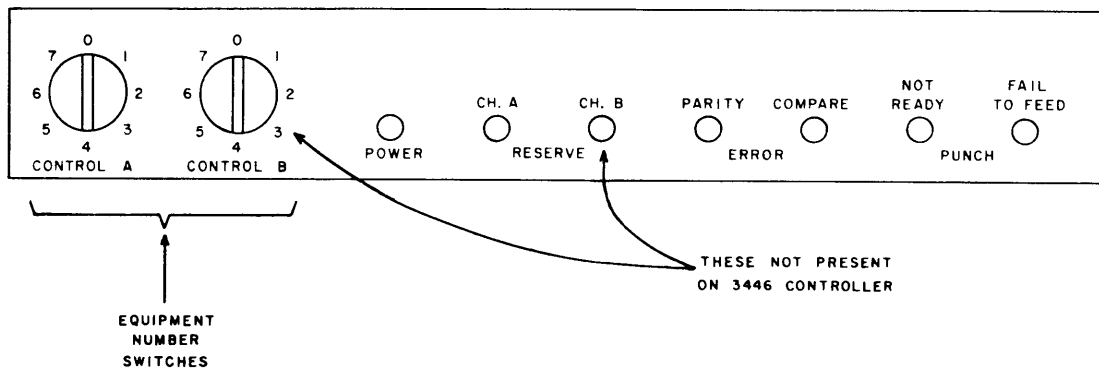 0
7 1
6 2
5 3
4
CONTROL A
0
7 1
6 2
5 3
4
CONTROL B
POWER
CH. A
CH. B
RESERVE
PARITY
COMPARE
ERROR
NOT
READY
FAIL
TO FEED
PUNCH
THESE NOT PRESENT
ON 3446 CONTROLLER
EQUIPMENT
NUMBER
SWITCHES